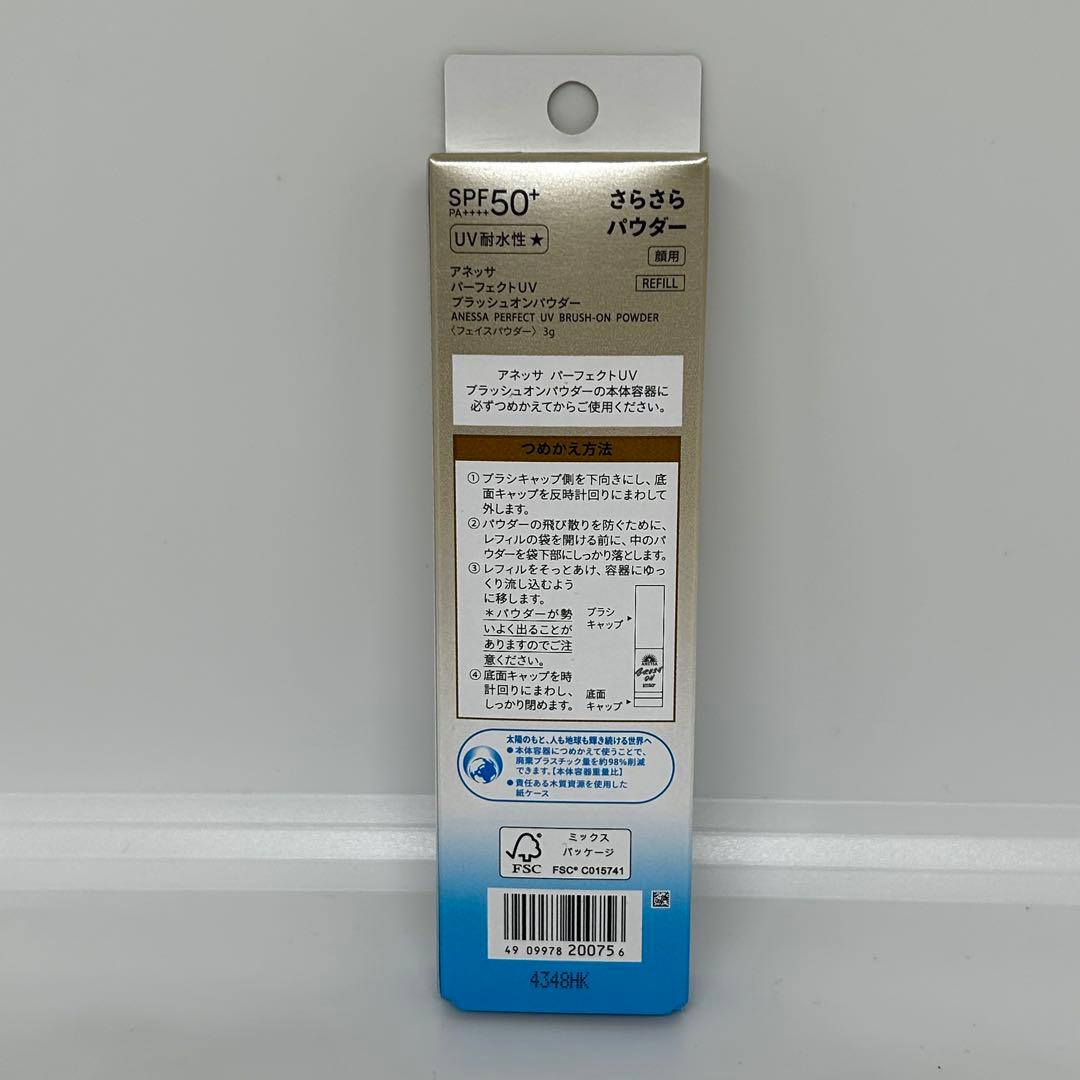 SPF50+
PA++++
UV耐水性★
さらさら
パウダー
顔用
REFILL
アネッサ
パーフェクトUV
ブラッシュオンパウダー
ANESSA PERFECT UV BRUSH-ON POWDER
〈フェイスパウダー〉3g
アネッサ パーフェクトUV
ブラッシュオンパウダーの本体容器に
必ずつめかえてからご使用ください。
つめかえ方法
①ブラシキャップ側を下向きにし、底
面キャップを反時計回りにまわして
外します。
②パウダーの飛び散りを防ぐために、
レフィルの袋を開ける前に、中のパ
ウダーを袋下部にしっかり落とします。
③レフィルをそっとあけ、容器にゆっ
くり流し込むよう
に移します。
＊パウダーが勢
いよく出ることが
ありますのでご注
意ください。
④底面キャップを時
計回りにまわし、
しっかり閉めます。
ブラシ
キャップ
ANESSA
BRUSH
ON
底面
キャップ
太陽のもと、人も地球も輝き続ける世界へ
●本体容器につめかえて使うことで、
廃棄プラスチック量を約98%削減
できます。【本体容器重量比】
●責任ある木質資源を使用した
紙ケース
FSC
ミックス
パッケージ
FSC® C015741
49 09978 20075 6
4348HK